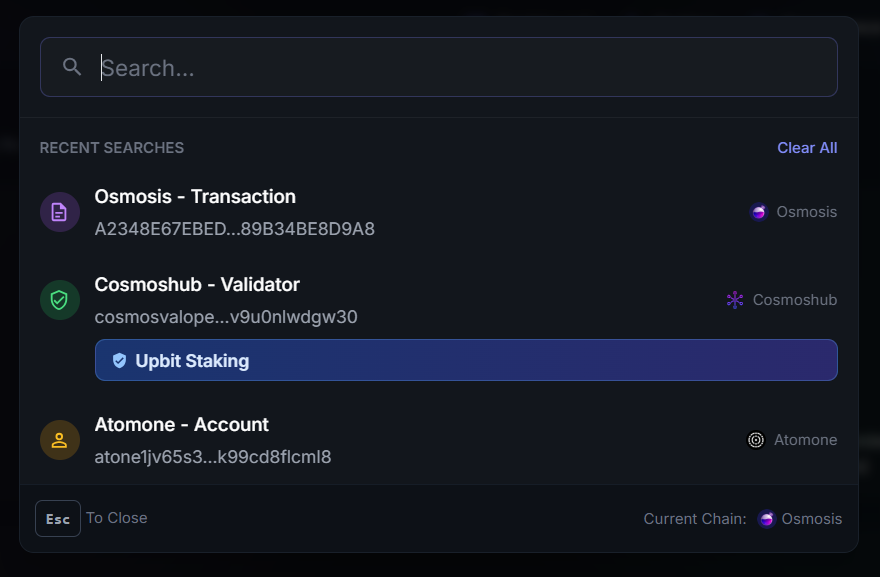 Search...
RECENT SEARCHES
Clear All
Osmosis - Transaction
A2348E67EBED...89B34BE8D9A8
Osmosis
Cosmoshub - Validator
cosmosvalope...v9u0nlwdgw30
Cosmoshub
Upbit Staking
Atomone - Account
atone1jv65s3...k99cd8flcml8
Atomone
Esc To Close
Current Chain: Osmosis